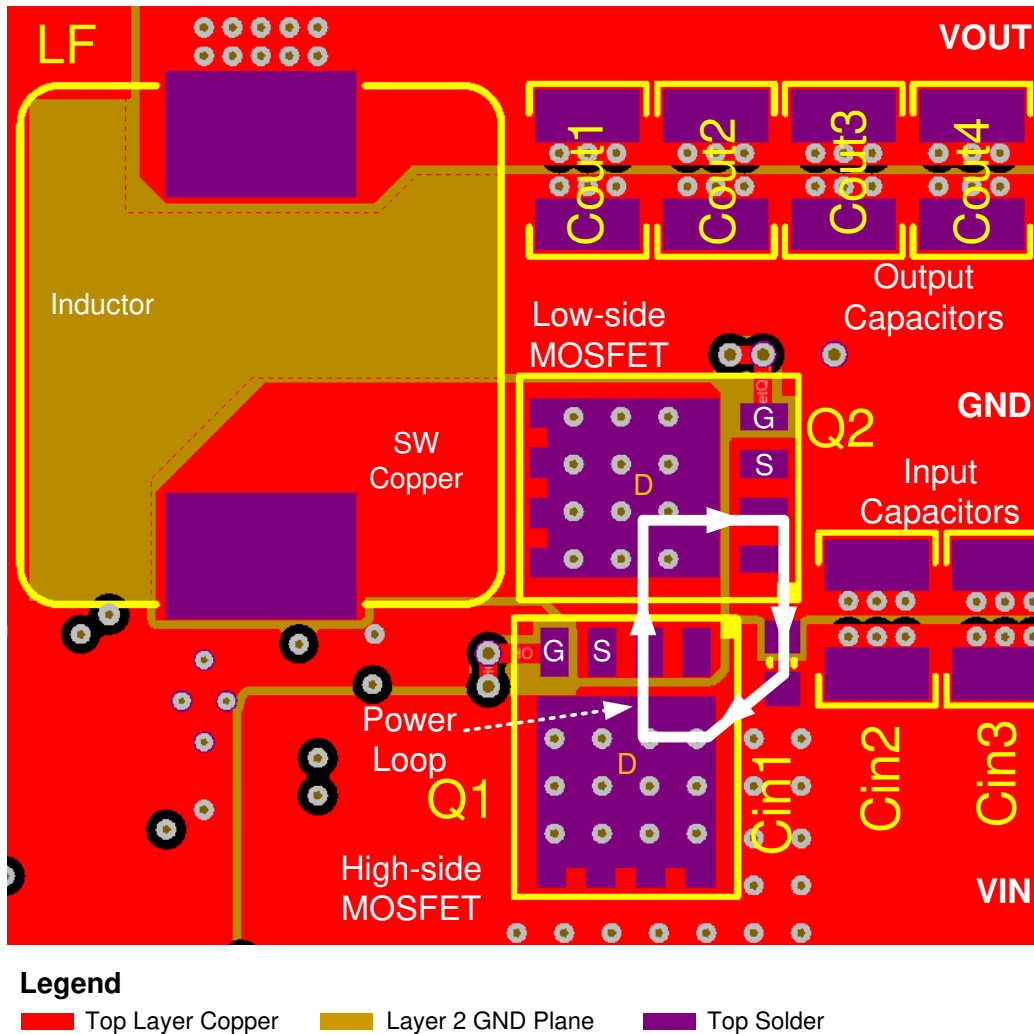 LF
VOUT
Cout1
Cout2
Cout3
Cout4
Inductor
Output
Capacitors
Low-side
MOSFET
GND
G
Q2
SW
Copper
S
Input
Capacitors
D
HO
G
S
Power
Loop
D
Q1
Cin1
Cin2
Cin3
High-side
MOSFET
VIN
Legend
Top Layer Copper
Layer 2 GND Plane
Top Solder